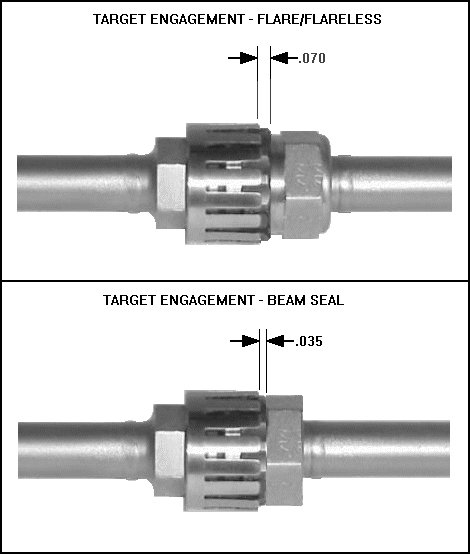 TARGET ENGAGEMENT - FLARE/FLARELESS
.070
TARGET ENGAGEMENT - BEAM SEAL
.035